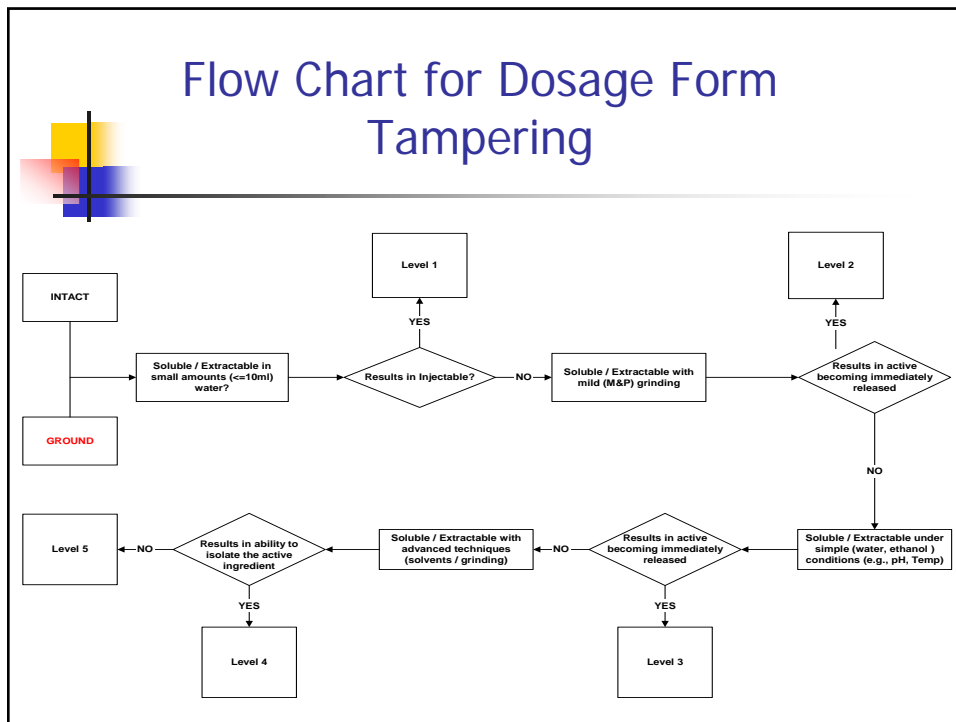 Flow Chart for Dosage Form
Tampering
INTACT
GROUND
Soluble / Extractable in
small amounts (<=10ml)
water?
Results in Injectable?
YES
Level 1
NO
Soluble / Extractable with
mild (M&P) grinding
Results in active
becoming immediately
released
YES
Level 2
NO
Soluble / Extractable under
simple (water, ethanol )
conditions (e.g., pH, Temp)
Results in active
becoming immediately
released
YES
Level 3
NO
Soluble / Extractable with
advanced techniques
(solvents / grinding)
Results in ability to
isolate the active
ingredient
YES
Level 4
NO
Level 5